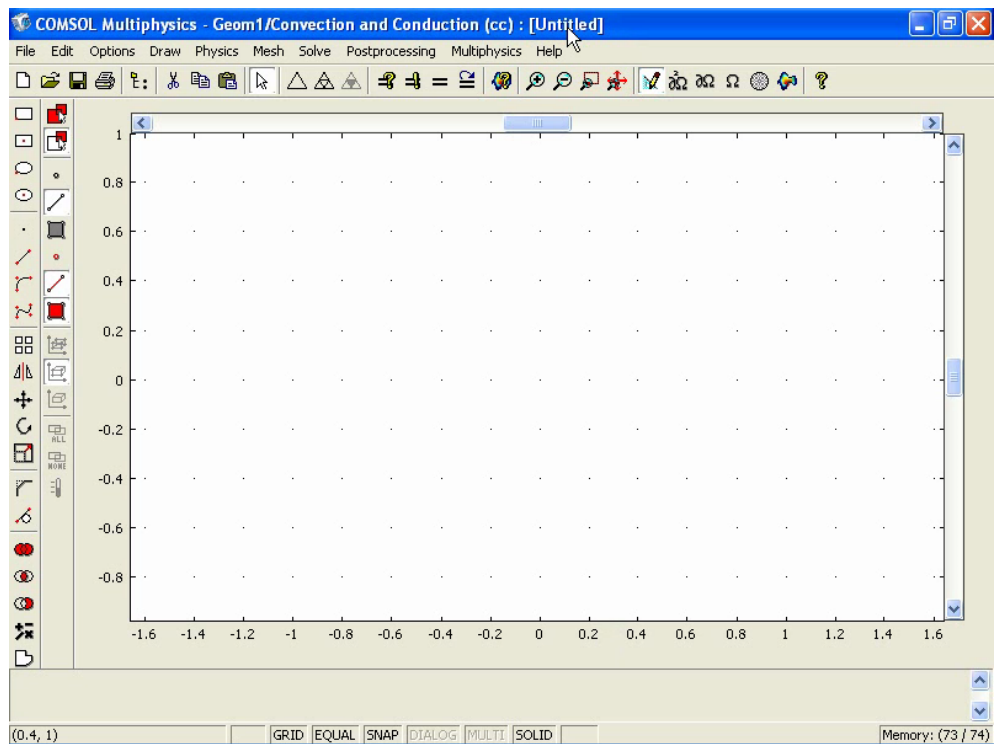 COMSOL Multiphysics - Geom1/Convection and Conduction (cc) : [Untitled]
File Edit Options Draw Physics Mesh Solve Postprocessing Multiphysics Help
1
0.8
0.6
0.4
0.2
0
-0.2
ALL
NONE
-0.4
-0.6
-0.8
-1.6 -1.4 -1.2 -1 -0.8 -0.6 -0.4 -0.2 0 0.2 0.4 0.6 0.8 1 1.2 1.4 1.6
(0.4, 1) GRID EQUAL SNAP DIALOG MULTI SOLID Memory: (73 / 74)